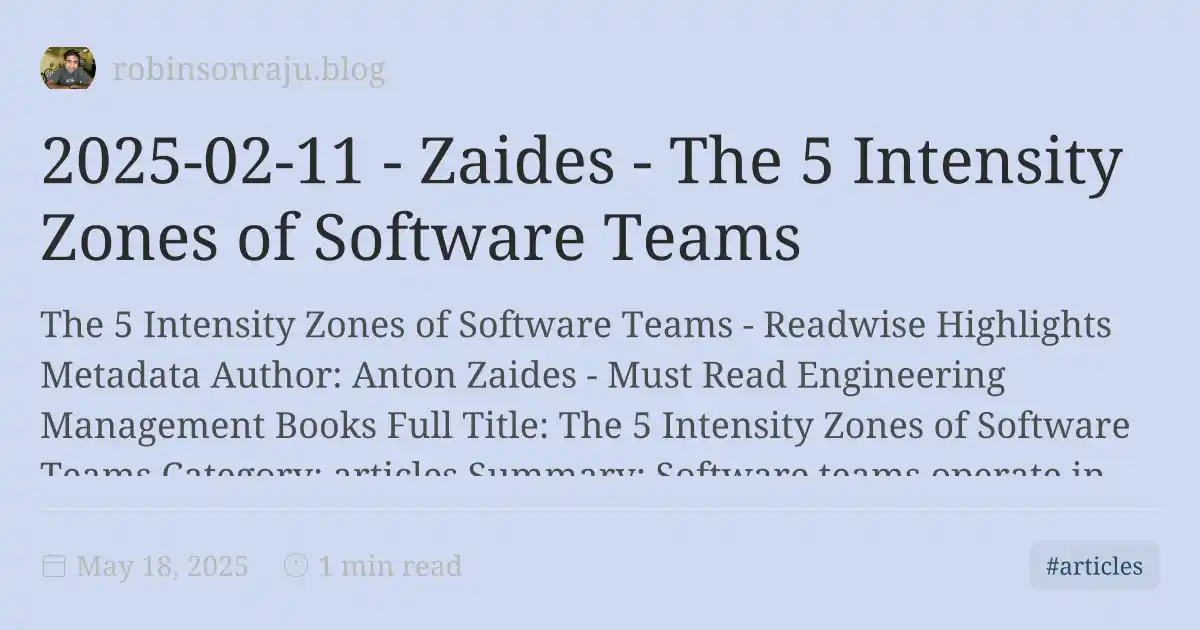 robinsonraju.blog
2025-02-11 - Zaides - The 5 Intensity
Zones of Software Teams
The 5 Intensity Zones of Software Teams - Readwise Highlights
Metadata Author: Anton Zaides - Must Read Engineering
Management Books Full Title: The 5 Intensity Zones of Software
Teams Category: articles Summary: Software teams operate in
May 18, 2025
1 min read
#articles